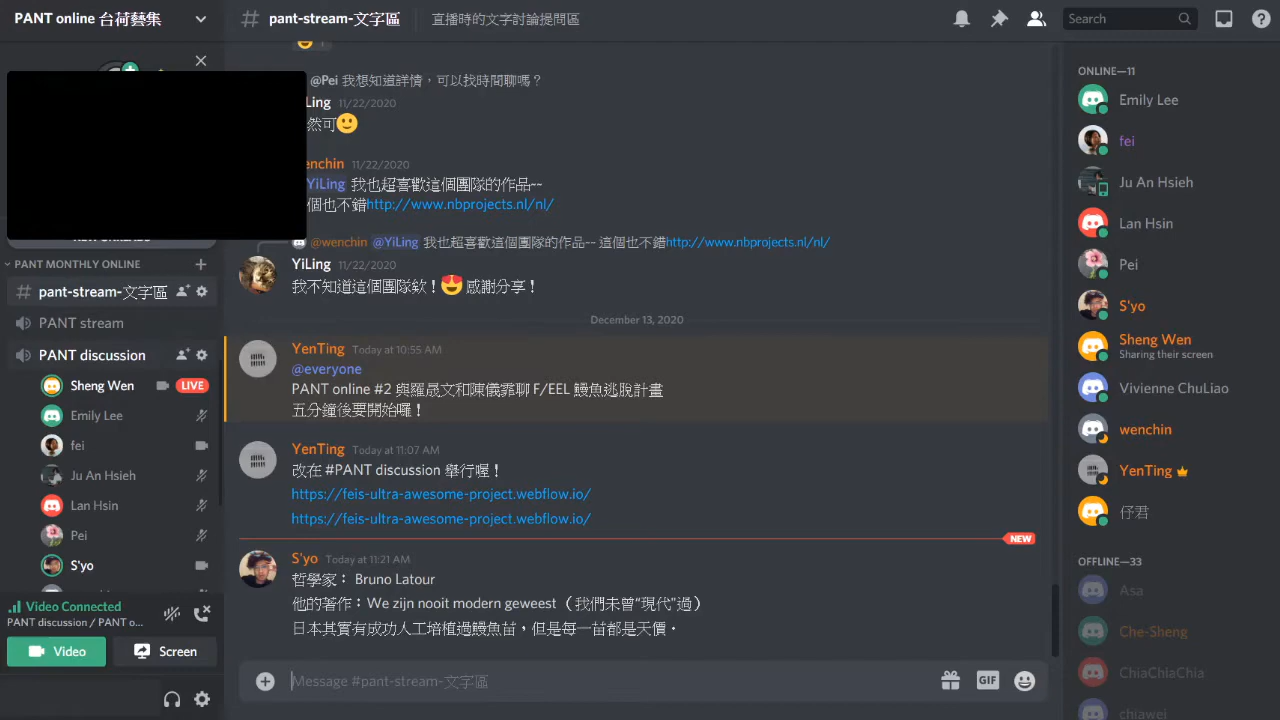 PANT online 台荷藝集
PANT MONTHLY ONLINE
# pant-stream-文字區
PANT stream
PANT discussion
Sheng Wen LIVE
Emily Lee
fei
Ju An Hsieh
Lan Hsin
Pei
S'yo
Video Connected
PANT discussion / PANT o...
Video
Screen
# pant-stream-文字區 直播時的文字討論提問區
Search
@Pei 我想知道詳情，可以找時間聊嗎？
Ling 11/22/2020
然可
wenchin 11/22/2020
YiLing 我也超喜歡這個團隊的作品~~
個也不錯http://www.nbprojects.nl/nl/
@wenchin @YiLing 我也超喜歡這個團隊的作品~~ 這個也不錯http://www.nbprojects.nl/nl/
YiLing 11/22/2020
我不知道這個團隊欸！😍感謝分享！
December 13, 2020
YenTing Today at 10:55 AM
@everyone
PANT online #2 與羅晟文和陳儀霏聊 F/EEL 鰻魚逃脫計畫
五分鐘後要開始囉！
YenTing Today at 11:07 AM
改在 #PANT discussion 舉行喔！
https://feis-ultra-awesome-project.webflow.io/
https://feis-ultra-awesome-project.webflow.io/
NEW
S'yo Today at 11:21 AM
哲學家： Bruno Latour
他的著作：We zijn nooit modern geweest （我們未曾“現代”過）
日本其實有成功人工培植過鰻魚苗，但是每一苗都是天價。
Message #pant-stream-文字區
GIF
ONLINE—11
Emily Lee
fei
Ju An Hsieh
Lan Hsin
Pei
S'yo
Sheng Wen
Sharing their screen
Vivienne ChuLiao
wenchin
YenTing
仔君
OFFLINE—33
Asa
Che-Sheng
ChiaChiaChia
chiawei